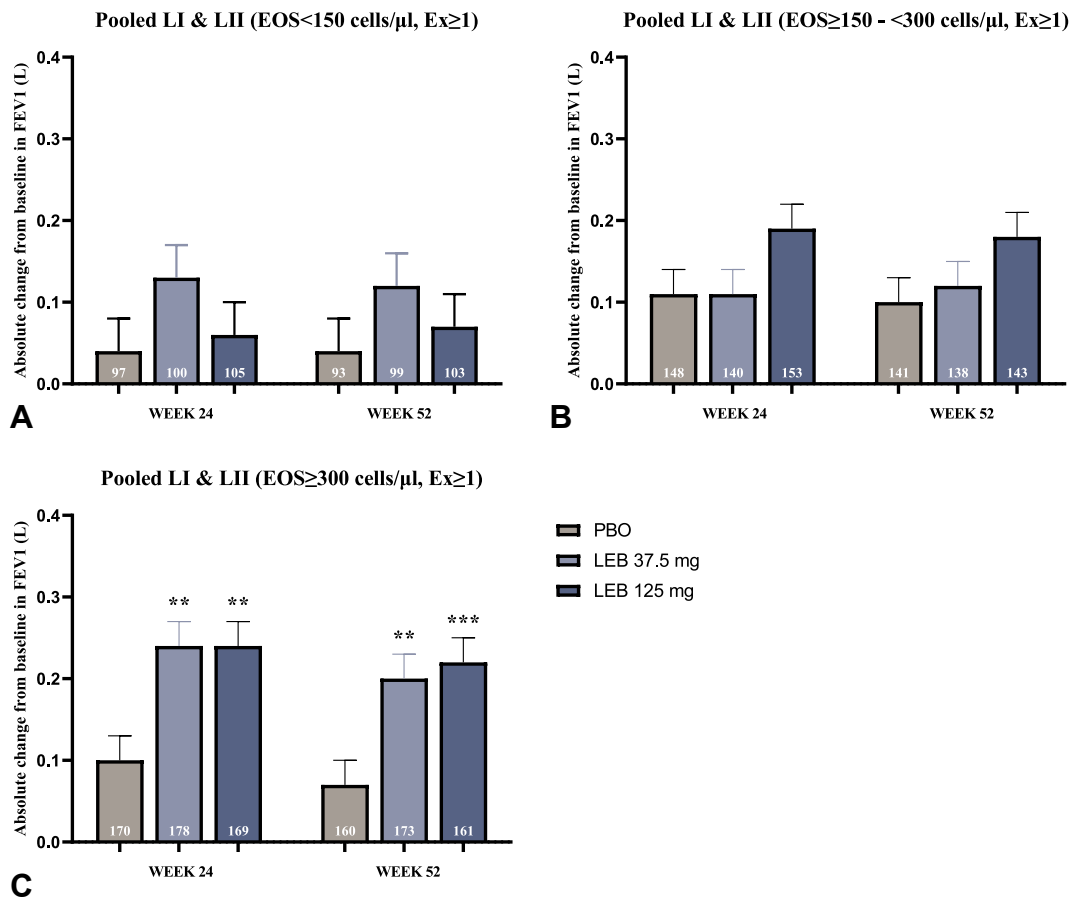 Pooled LI & LII (EOS<150 cells/μl, Ex≥1)
Absolute change from baseline in FEV1 (L)
0.4
0.3
0.2
0.1
0.0
97
100
105
93
99
103
WEEK 24
WEEK 52
A
Pooled LI & LII (EOS≥150 - <300 cells/μl, Ex≥1)
Absolute change from baseline in FEV1 (L)
0.4
0.3
0.2
0.1
0.0
148
140
153
141
138
143
WEEK 24
WEEK 52
B
Pooled LI & LII (EOS≥300 cells/μl, Ex≥1)
Absolute change from baseline in FEV1 (L)
0.4
0.3
0.2
0.1
0.0
**
**
**
***
170
178
169
160
173
161
WEEK 24
WEEK 52
C
PBO
LEB 37.5 mg
LEB 125 mg